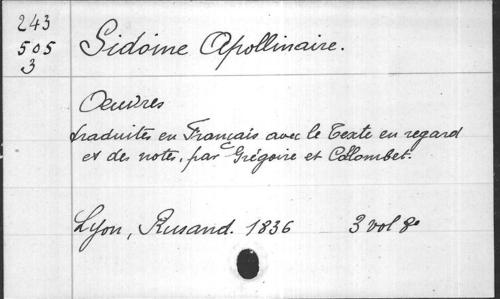 243
505
3
Sidoine Apollinaire.
Oeuvres
traduites en Français avec le Texte en regard
et des notes, par Grégoire et Collombet.
Lyon, Rusand. 1836 3 vol 8°